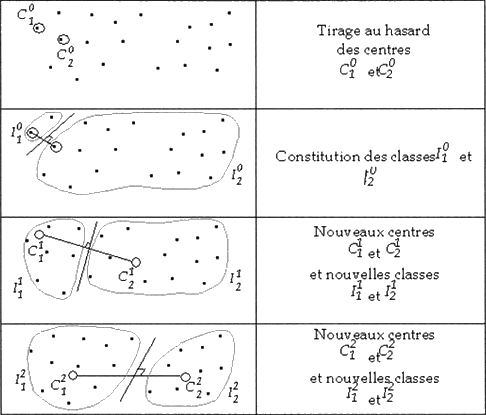 C₁⁰
C₂⁰
Tirage au hasard
des centres
C₁⁰ et C₂⁰
I₁⁰
I₂⁰
Constitution des classes I₁⁰ et
I₂⁰
C₁¹
C₂¹
I₁¹
I₂¹
Nouveaux centres
C₁¹ et C₂¹
et nouvelles classes
I₁¹ et I₂¹
I₁²
C₁²
C₂²
I₂²
Nouveaux centres
C₁² et C₂²
et nouvelles classes
I₁² et I₂²